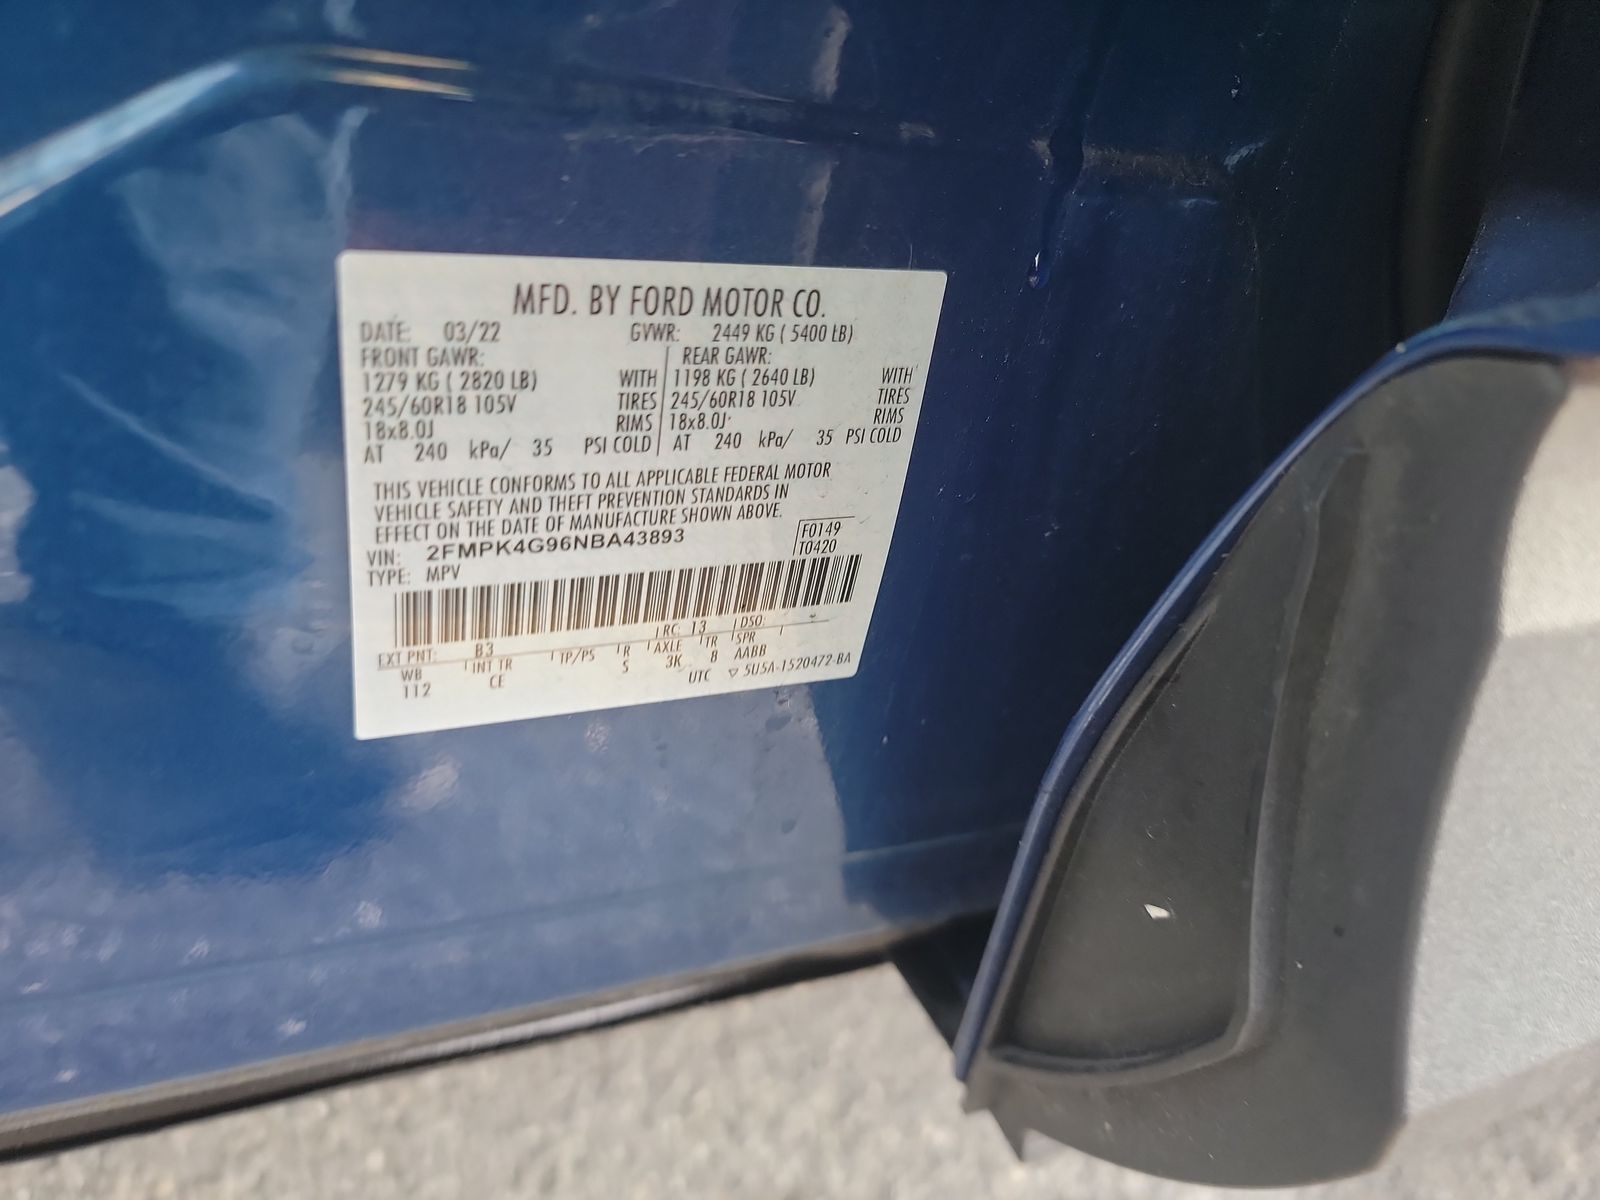 MFD. BY FORD MOTOR CO.
DATE: 03/22 GVWR: 2449 KG ( 5400 LB)
FRONT GAWR: REAR GAWR:
1279 KG ( 2820 LB) WITH 1198 KG ( 2640 LB) WITH
245/60R18 105V TIRES 245/60R18 105V TIRES
18x8.0J RIMS 18x8.0J RIMS
AT 240 kPa/ 35 PSI COLD AT 240 kPa/ 35 PSI COLD
THIS VEHICLE CONFORMS TO ALL APPLICABLE FEDERAL MOTOR
VEHICLE SAFETY AND THEFT PREVENTION STANDARDS IN
EFFECT ON THE DATE OF MANUFACTURE SHOWN ABOVE.
VIN: 2FMPK4G96NBA43893 F0149
TYPE: MPV T0420
EXT PNT: B3 RC: 13 DSO:
WB INT TR TP/PS R AXLE TR SPR
112 CE S 3K 8 AABB
UTC ▽ 5U5A-1520472-BA